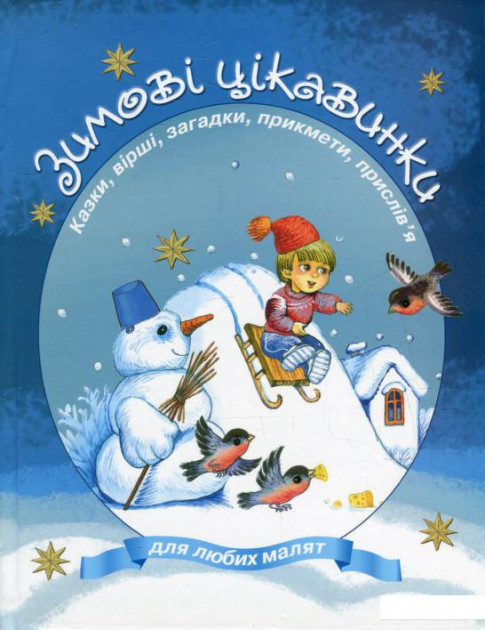 Зимові цікавинки
Казки, вірші, загадки, прикмети, прислів'я
для любих малят